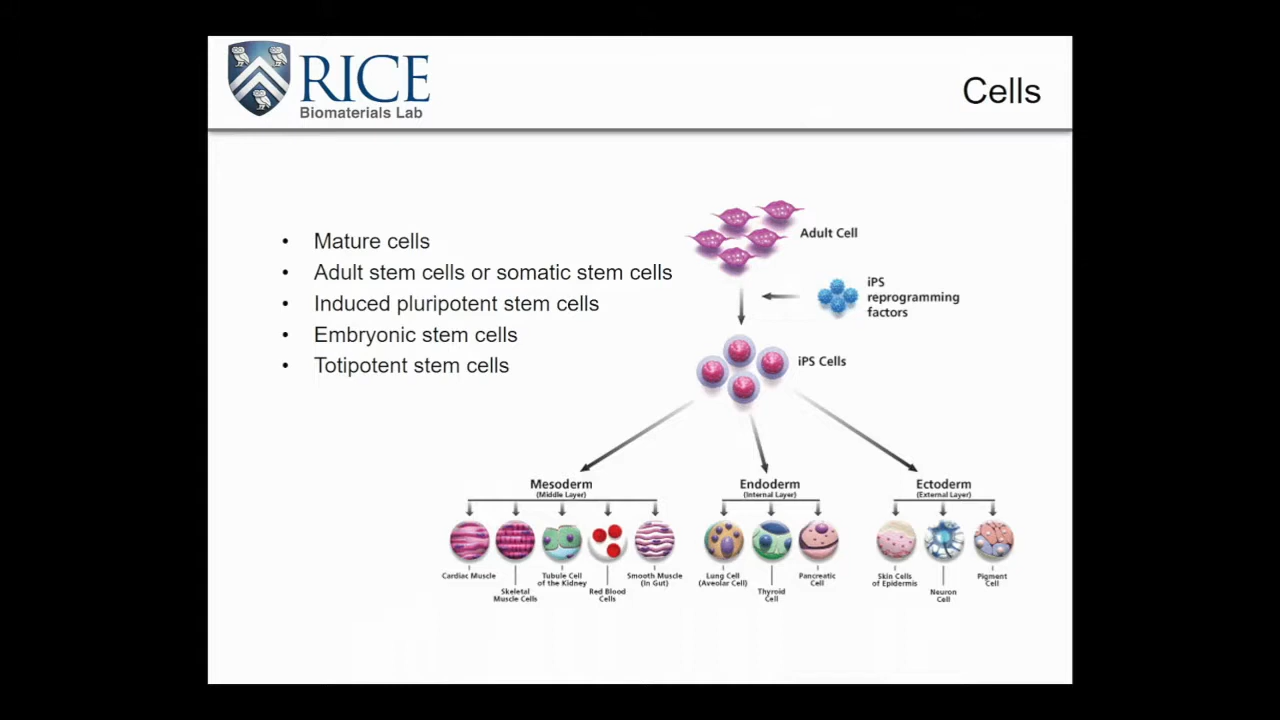 RICE
Biomaterials Lab
Cells
• Mature cells
• Adult stem cells or somatic stem cells
• Induced pluripotent stem cells
• Embryonic stem cells
• Totipotent stem cells
Adult Cell
iPS
reprogramming
factors
iPS Cells
Mesoderm
(Middle Layer)
Endoderm
(Internal Layer)
Ectoderm
(External Layer)
Cardiac Muscle
Skeletal
Muscle Cells
Tubule Cell
of the Kidney
Red Blood
Cells
Smooth Muscle
(In Gut)
Lung Cell
(Aveolar Cell)
Thyroid
Cell
Pancreatic
Cell
Skin Cells
of Epidermis
Neuron
Cell
Pigment
Cell